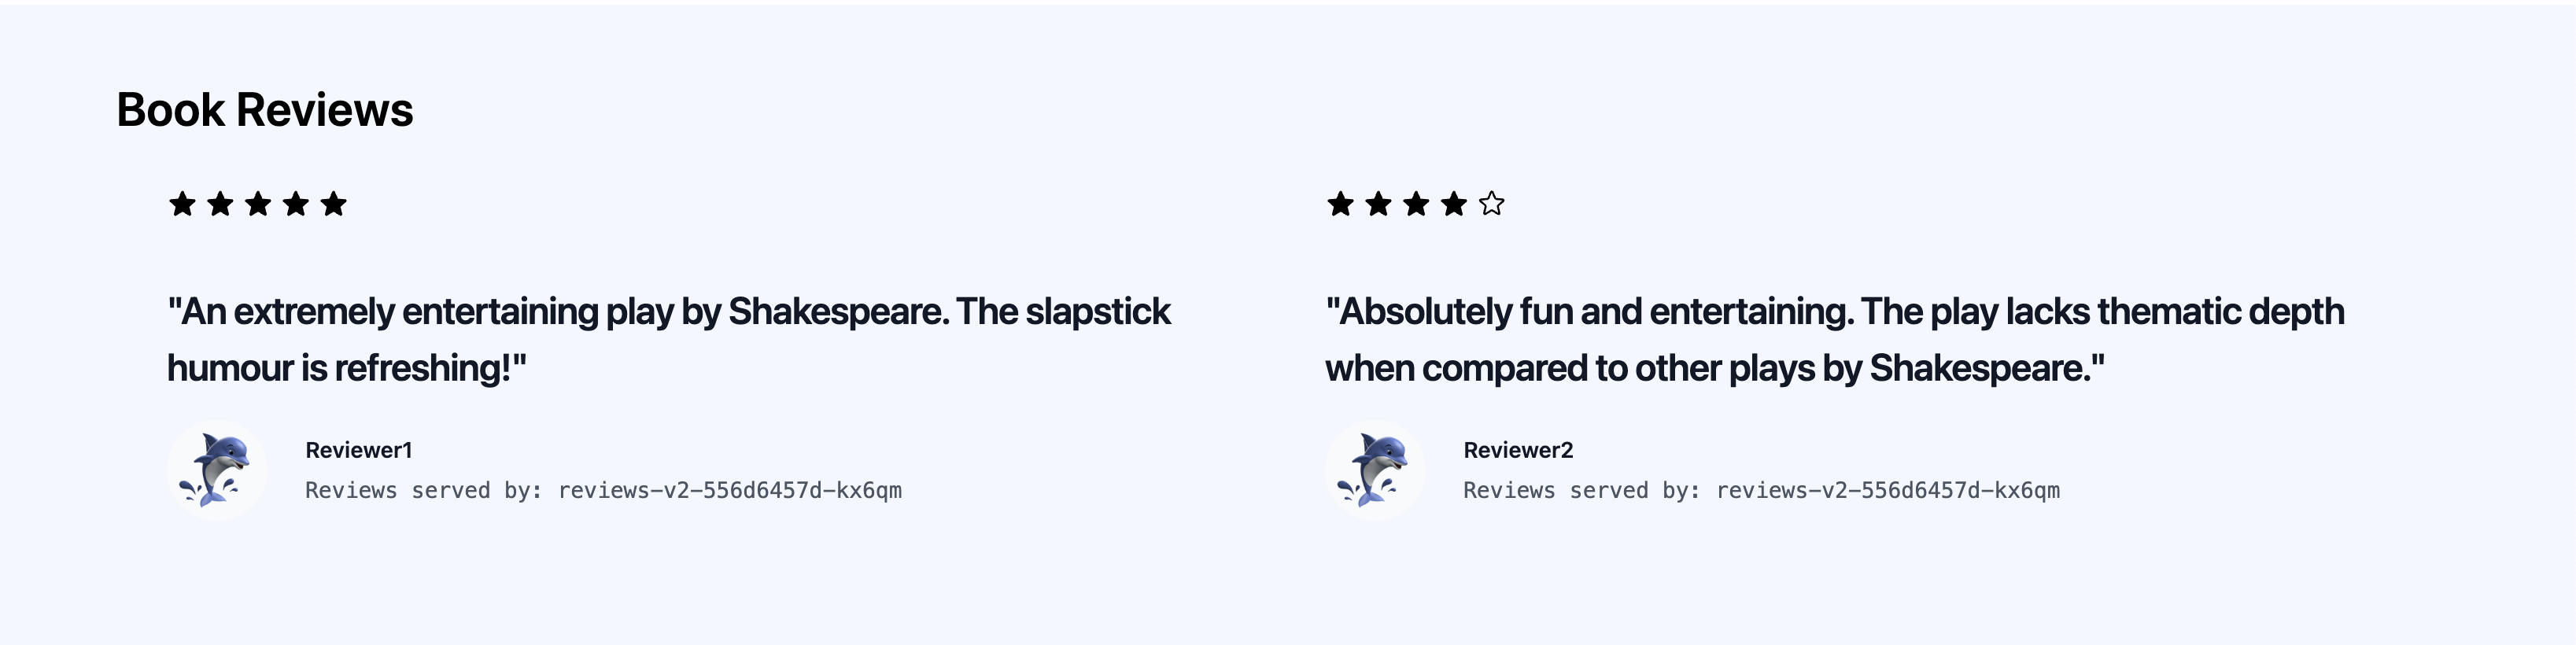 Book Reviews
"An extremely entertaining play by Shakespeare. The slapstick
humour is refreshing!"
Reviewer1
Reviews served by: reviews-v2-556d6457d-kx6qm
"Absolutely fun and entertaining. The play lacks thematic depth
when compared to other plays by Shakespeare."
Reviewer2
Reviews served by: reviews-v2-556d6457d-kx6qm